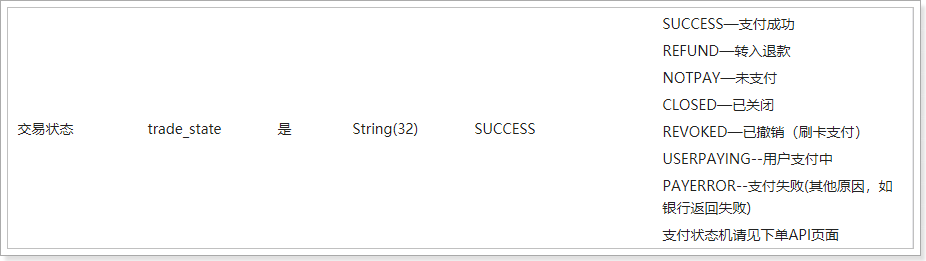 交易状态 trade_state 是 String(32) SUCCESS
SUCCESS—支付成功
REFUND—转入退款
NOTPAY—未支付
CLOSED—已关闭
REVOKED—已撤销（刷卡支付）
USERPAYING--用户支付中
PAYERROR--支付失败(其他原因，如
银行返回失败)
支付状态机请见下单API页面